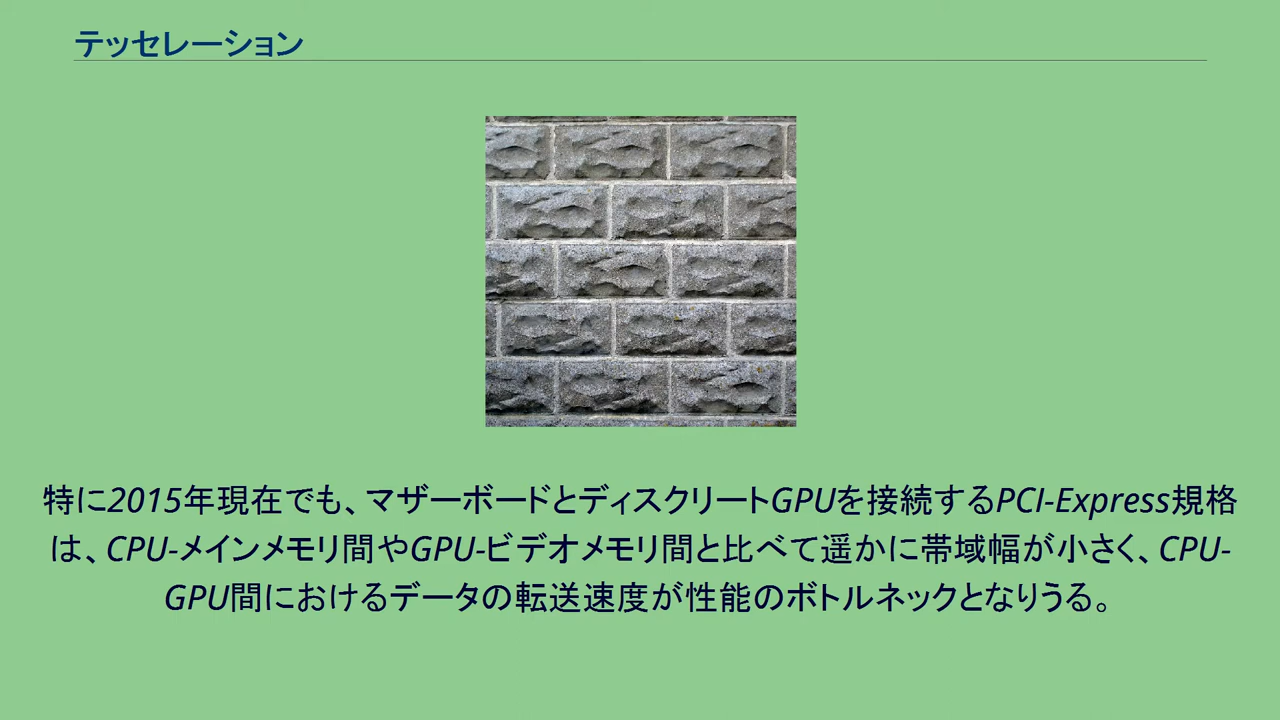 テッセレーション
特に2015年現在でも、マザーボードとディスクリートGPUを接続するPCI-Express規格
は、CPU-メインメモリ間やGPU-ビデオメモリ間と比べて遥かに帯域幅が小さく、CPU-
GPU間におけるデータの転送速度が性能のボトルネックとなりうる。